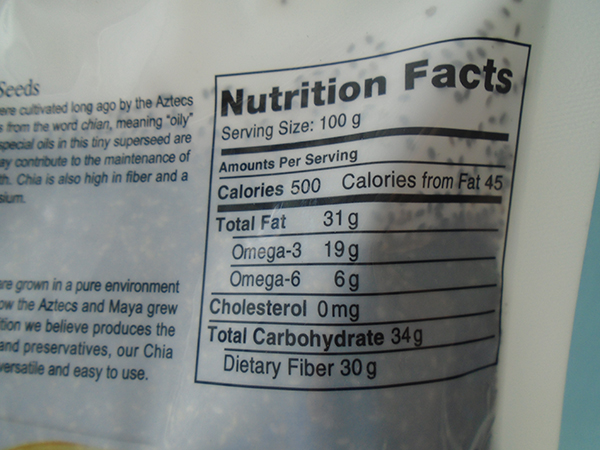 Seeds
ere cultivated long ago by the Aztecs
s from the word chian, meaning "oily"
special oils in this tiny superseed are
ay contribute to the maintenance of
th. Chia is also high in fiber and a
sium.
are grown in a pure environment
ow the Aztecs and Maya grew
tion we believe produces the
and preservatives, our Chia
versatile and easy to use.
Nutrition Facts
Serving Size: 100 g
Amounts Per Serving
Calories 500 Calories from Fat 45
Total Fat 31 g
Omega-3 19 g
Omega-6 6 g
Cholesterol 0 mg
Total Carbohydrate 34 g
Dietary Fiber 30 g